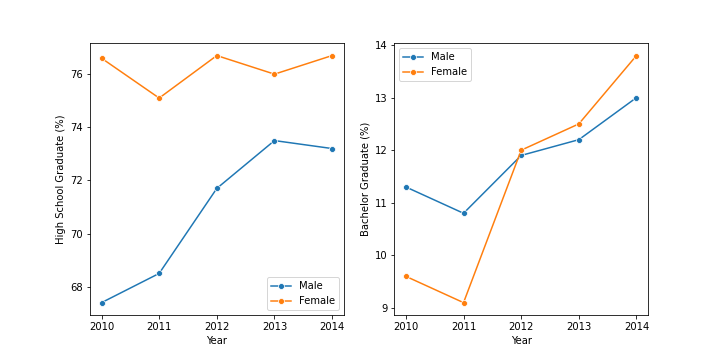 High School Graduate (%)
76
74
72
70
68
Male
Female
2010 2011 2012 2013 2014
Year
Bachelor Graduate (%)
14
13
12
11
10
9
Male
Female
2010 2011 2012 2013 2014
Year